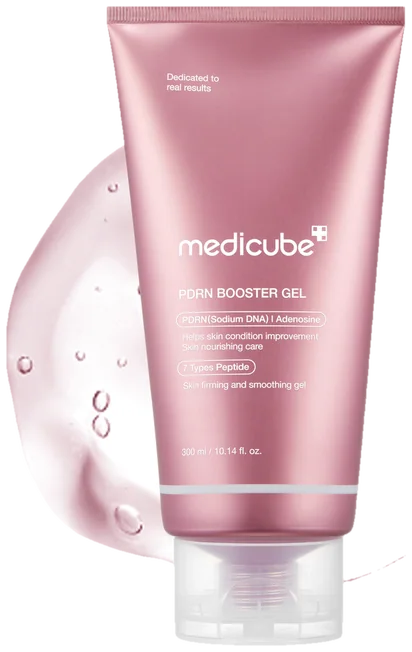 Dedicated to
real results
medicube
PDRN BOOSTER GEL
PDRN(Sodium DNA) I Adenosine
Helps skin condition improvement
Skin nourishing care
7 Types Peptide
Skin firming and smoothing gel
300 ml / 10.14 fl. oz.